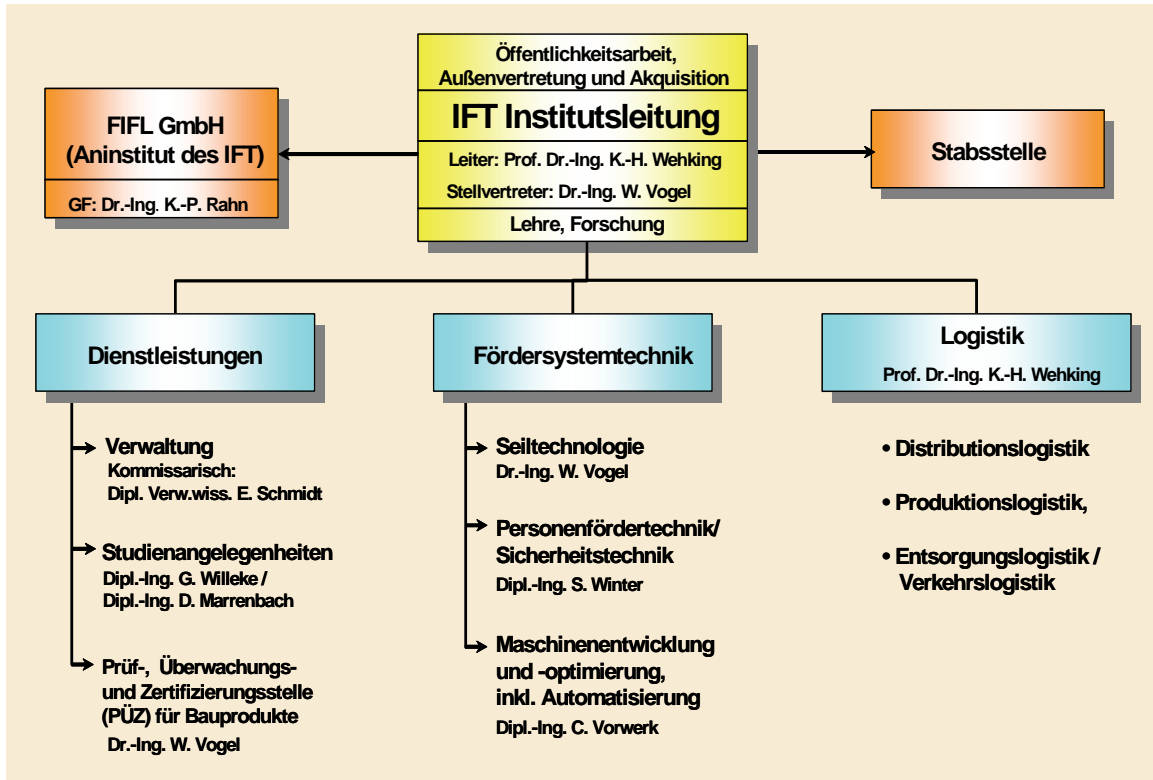 Öffentlichkeitsarbeit,
Außenvertretung und Akquisition
IFT Institutsleitung
Leiter: Prof. Dr.-Ing. K.-H. Wehking
Stellvertreter: Dr.-Ing. W. Vogel
Lehre, Forschung
FIFL GmbH
(Aninstitut des IFT)
GF: Dr.-Ing. K.-P. Rahn
Stabsstelle
Dienstleistungen
Verwaltung
Kommissarisch:
Dipl. Verw.wiss. E. Schmidt
Studienangelegenheiten
Dipl.-Ing. G. Willeke /
Dipl.-Ing. D. Marrenbach
Prüf-, Überwachungs-
und Zertifizierungsstelle
(PÜZ) für Bauprodukte
Dr.-Ing. W. Vogel
Fördersystemtechnik
Seiltechnologie
Dr.-Ing. W. Vogel
Personenfördertechnik/
Sicherheitstechnik
Dipl.-Ing. S. Winter
Maschinenentwicklung
und -optimierung,
inkl. Automatisierung
Dipl.-Ing. C. Vorwerk
Logistik
Prof. Dr.-Ing. K.-H. Wehking
• Distributionslogistik
• Produktionslogistik,
• Entsorgungslogistik /
Verkehrslogistik